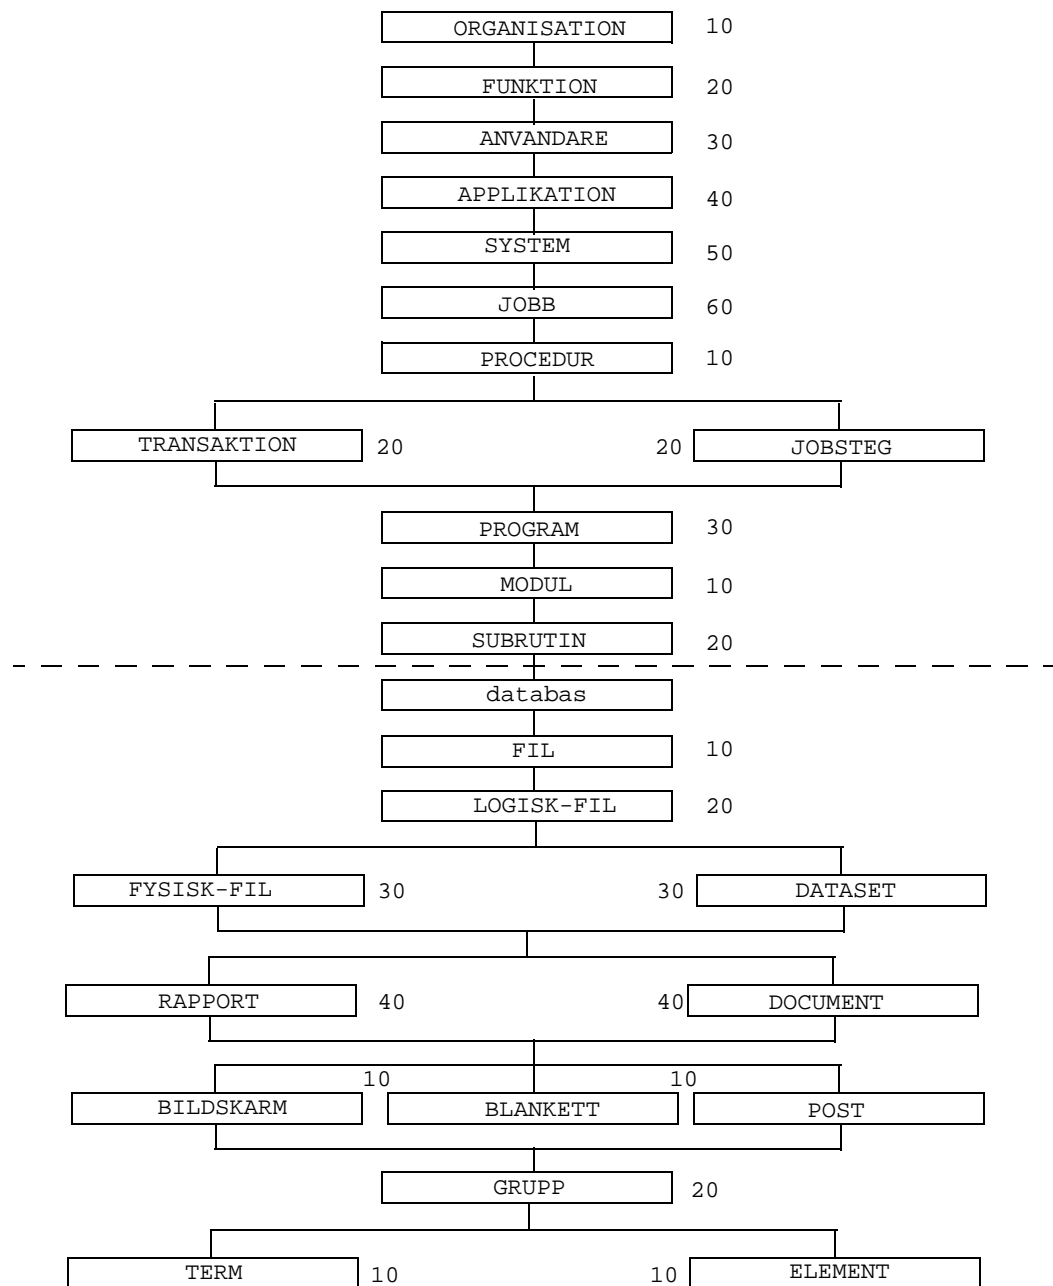 ORGANISATION 10
FUNKTION 20
ANVANDARE 30
APPLIKATION 40
SYSTEM 50
JOBB 60
PROCEDUR 10
TRANSAKTION 20 20 JOBSTEG
PROGRAM 30
MODUL 10
SUBRUTIN 20
databas
FIL 10
LOGISK-FIL 20
FYSISK-FIL 30 30 DATASET
RAPPORT 40 40 DOCUMENT
10 10
BILDSKARM BLANKETT POST
GRUPP 20
TERM 10 10 ELEMENT